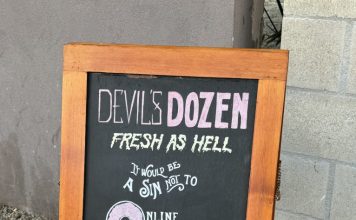 DEVIL'S DOZEN
FRESH AS HELL
IT WOULD BE
A SIN NOT TO
ONLINE